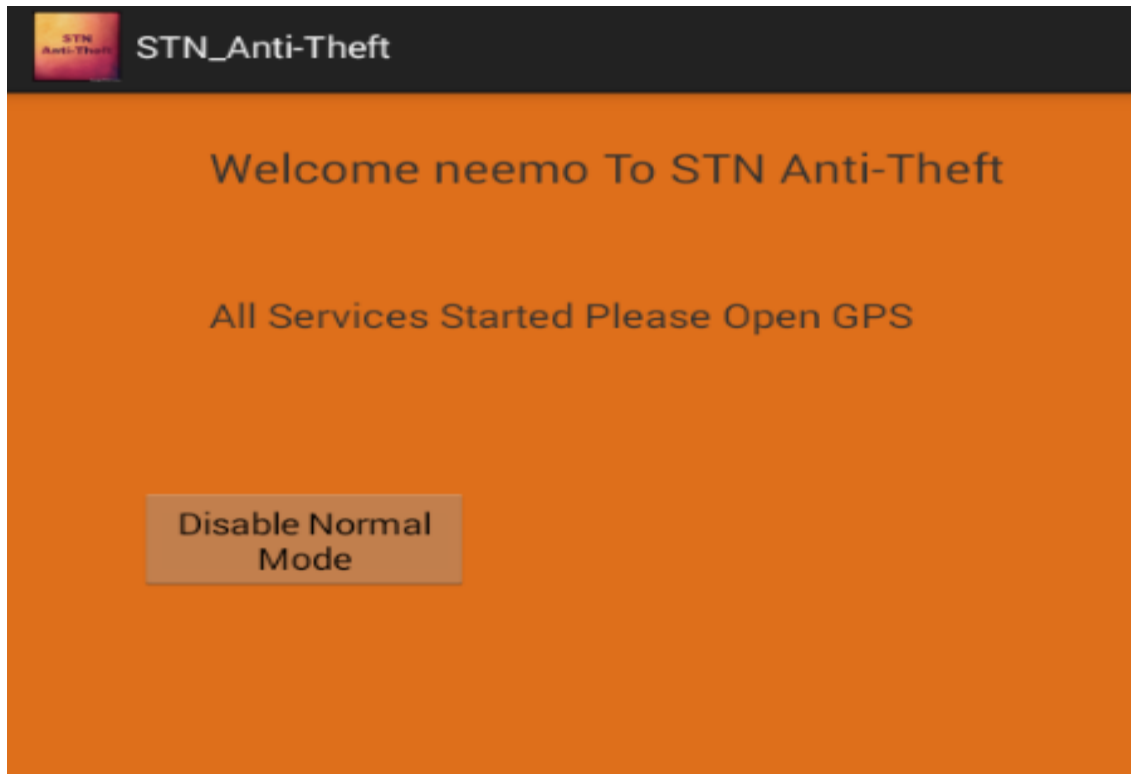 STN
Anti-Theft
STN_Anti-Theft
Welcome neemo To STN Anti-Theft
All Services Started Please Open GPS
Disable Normal
Mode